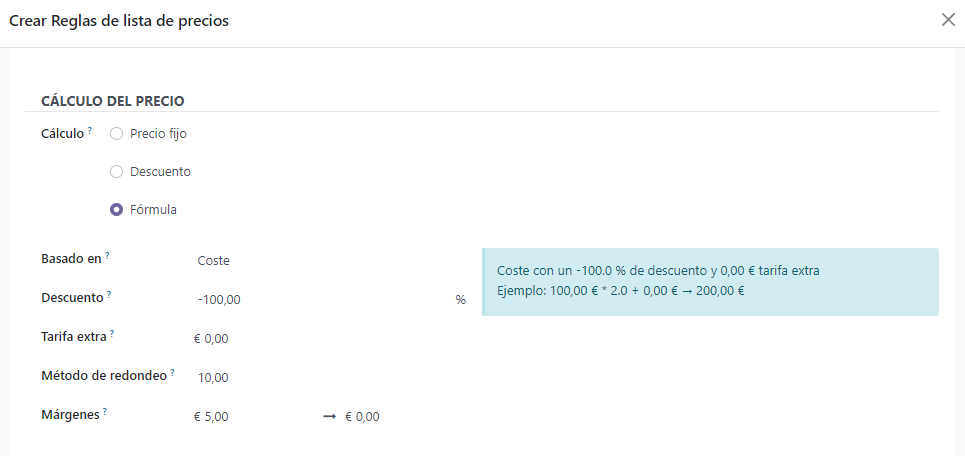 Crear Reglas de lista de precios
CÁLCULO DEL PRECIO
Cálculo ?
Precio fijo
Descuento
Fórmula
Basado en ? Coste
Descuento ? -100,00 %
Tarifa extra ? € 0,00
Método de redondeo ? 10,00
Márgenes ? € 5,00 → € 0,00
Coste con un -100.0 % de descuento y 0,00 € tarifa extra
Ejemplo: 100,00 € * 2.0 + 0,00 € → 200,00 €